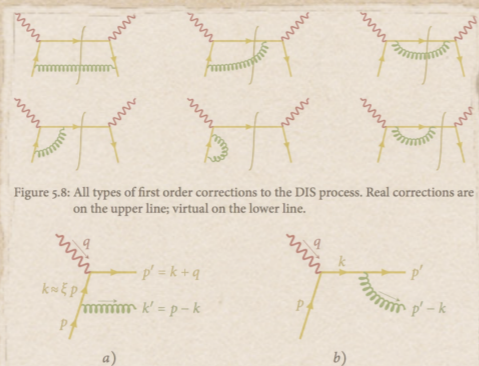 Figure 5.8: All types of first order corrections to the DIS process. Real corrections are
on the upper line; virtual on the lower line.
q
p′ = k + q
k ≈ ξ p
k′ = p − k
p
a)
q
k
p′
p
p′ − k
b)